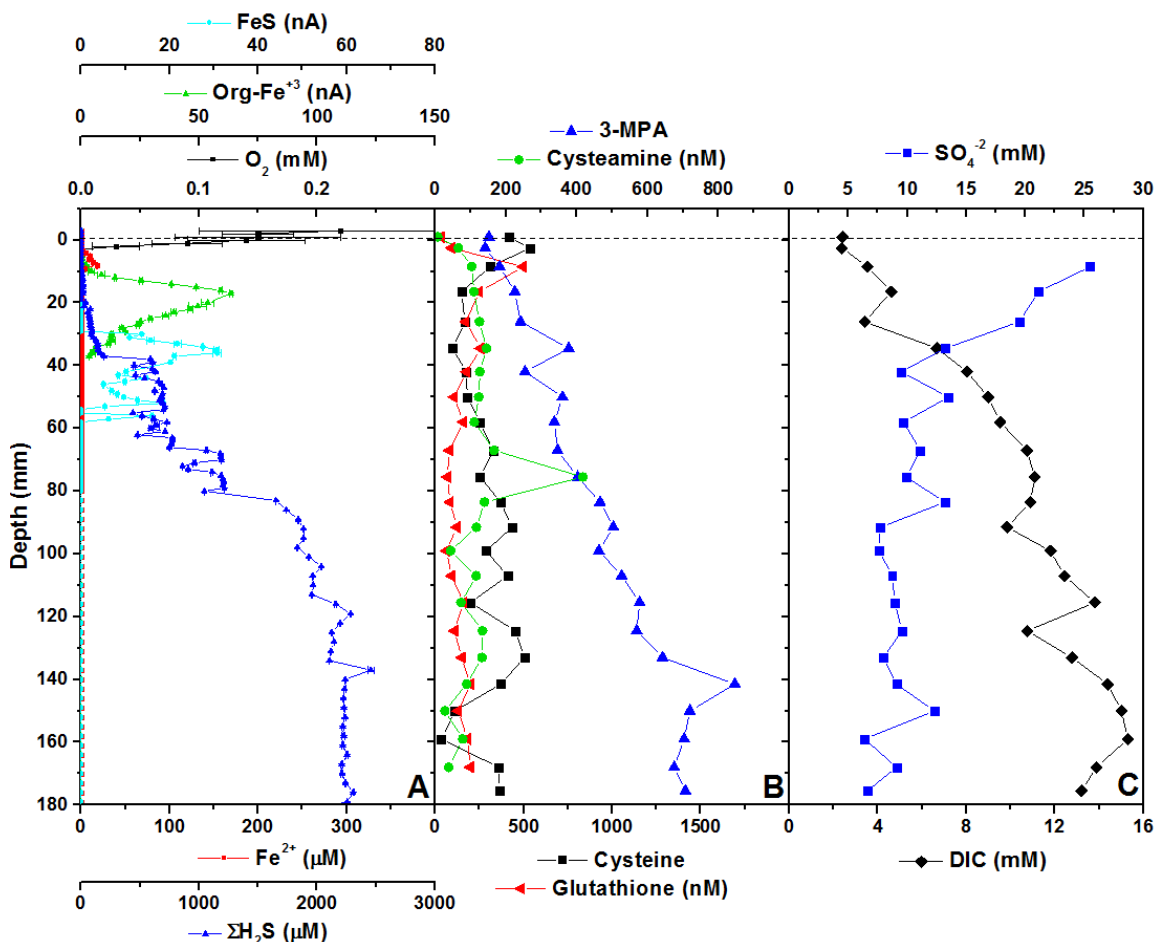 FeS (nA)
0 20 40 60 80
Org-Fe⁺³ (nA)
0 50 100 150
O₂ (mM)
0.0 0.1 0.2
3-MPA
Cysteamine (nM)
0 200 400 600 800
SO₄⁻² (mM)
0 5 10 15 20 25 30
Depth (mm)
0
20
40
60
80
100
120
140
160
180
A
B
C
0 100 200 300
Fe²⁺ (μM)
0 1000 2000 3000
ΣH₂S (μM)
0 500 1000 1500
Cysteine
Glutathione (nM)
0 4 8 12 16
DIC (mM)